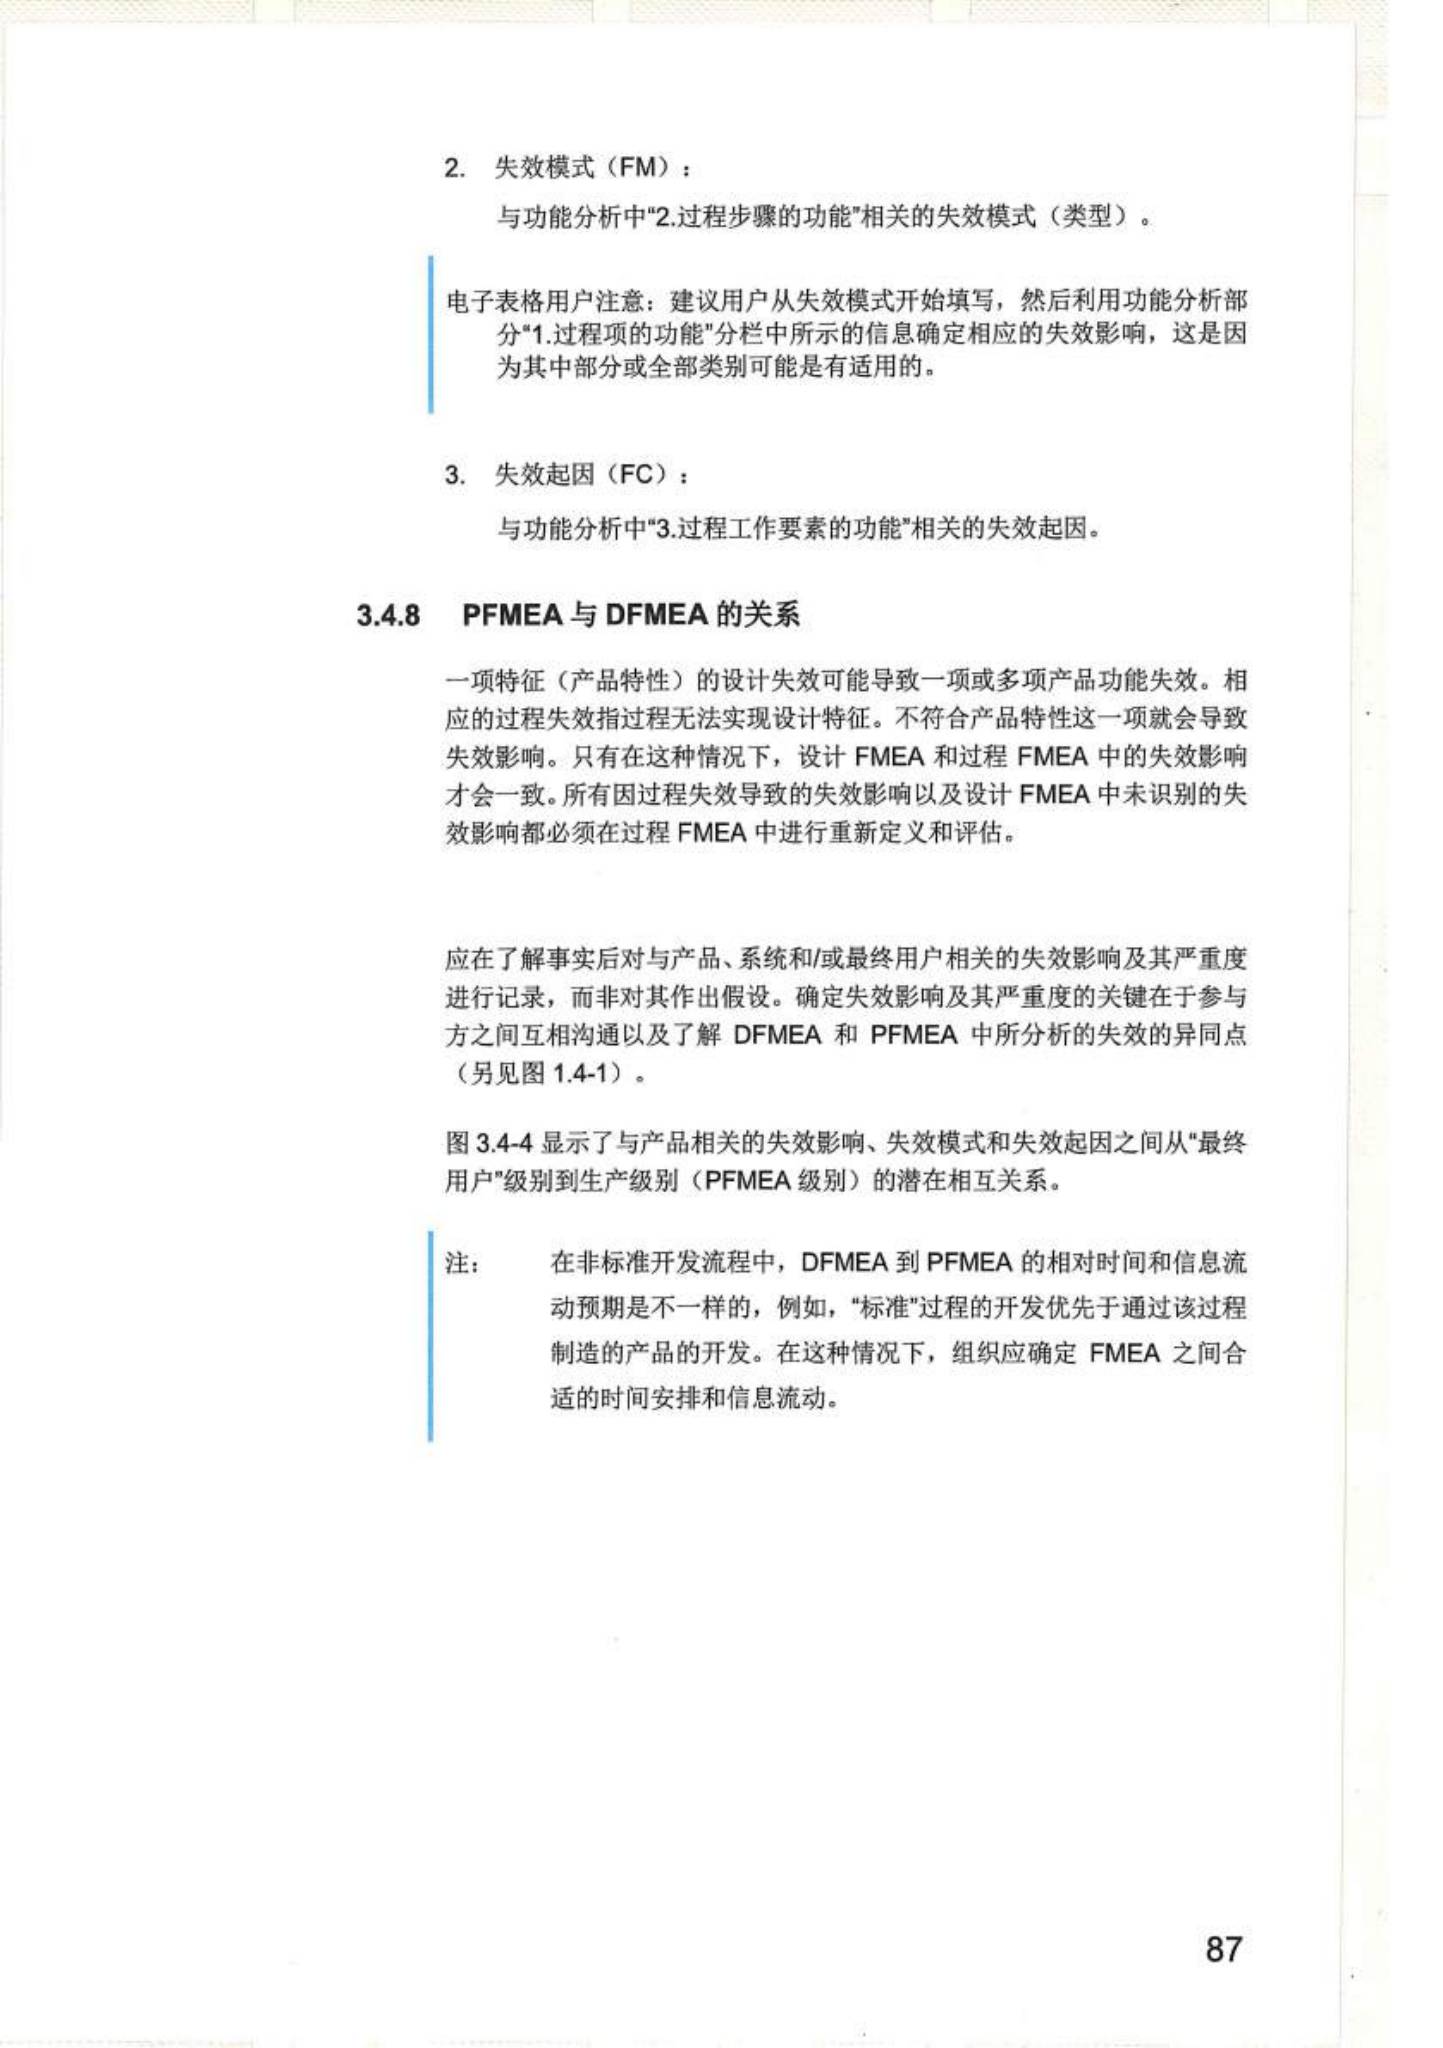 2. 失效模式（FM）：
与功能分析中“2.过程步骤的功能”相关的失效模式（类型）。
电子表格用户注意：建议用户从失效模式开始填写，然后利用功能分析部
分“1.过程项的功能”分栏中所示的信息确定相应的失效影响，这是因
为其中部分或全部类别可能是有适用的。
3. 失效起因（FC）：
与功能分析中“3.过程工作要素的功能”相关的失效起因。
3.4.8 PFMEA 与 DFMEA 的关系
一项特征（产品特性）的设计失效可能导致一项或多项产品功能失效。相
应的过程失效指过程无法实现设计特征。不符合产品特性这一项就会导致
失效影响。只有在这种情况下，设计 FMEA 和过程 FMEA 中的失效影响
才会一致。所有因过程失效导致的失效影响以及设计 FMEA 中未识别的失
效影响都必须在过程 FMEA 中进行重新定义和评估。
应在了解事实后对与产品、系统和/或最终用户相关的失效影响及其严重度
进行记录，而非对其作出假设。确定失效影响及其严重度的关键在于参与
方之间互相沟通以及了解 DFMEA 和 PFMEA 中所分析的失效的异同点
（另见图 1.4-1）。
图 3.4-4 显示了与产品相关的失效影响、失效模式和失效起因之间从“最终
用户”级别到生产级别（PFMEA 级别）的潜在相互关系。
注： 在非标准开发流程中，DFMEA 到 PFMEA 的相对时间和信息流
动预期是不一样的，例如，“标准”过程的开发优先于通过该过程
制造的产品的开发。在这种情况下，组织应确定 FMEA 之间合
适的时间安排和信息流动。
87